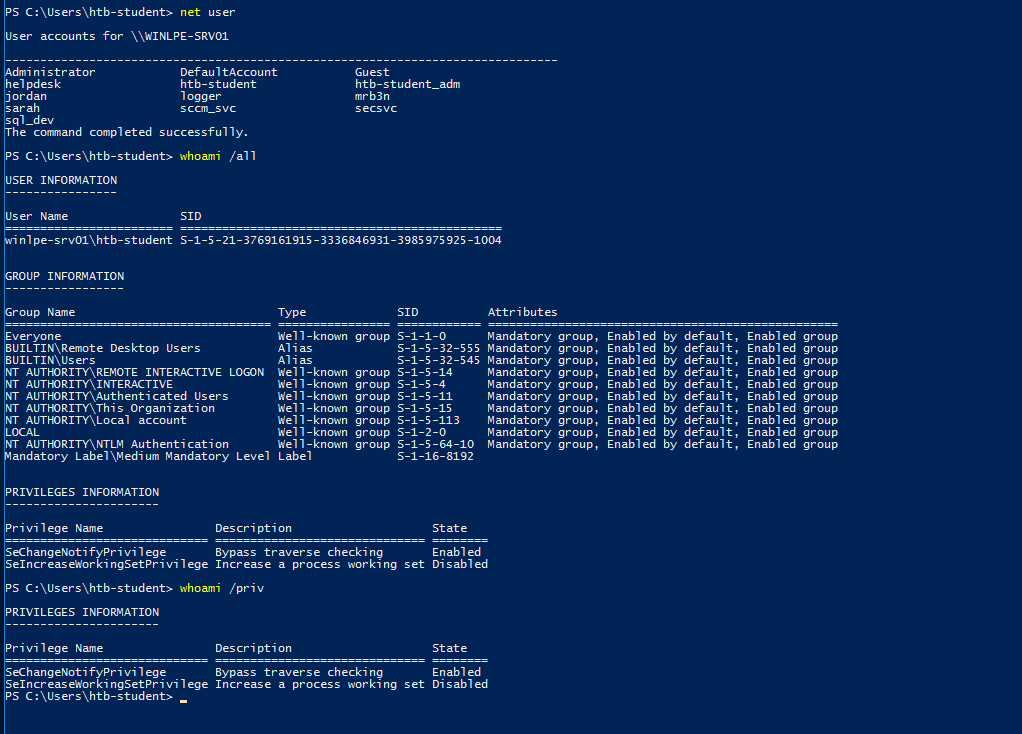 PS C:\Users\htb-student> net user
User accounts for \\WINLPE-SRV01
-------------------------------------------------------------------------------
Administrator            DefaultAccount           Guest
helpdesk                 htb-student              htb-student_adm
jordan                   logger                   mrb3n
sarah                    sccm_svc                 secsvc
sql_dev
The command completed successfully.
PS C:\Users\htb-student> whoami /all
USER INFORMATION
----------------
User Name                SID
======================== ==============================================
winlpe-srv01\htb-student S-1-5-21-3769161915-3336846931-3985975925-1004
GROUP INFORMATION
-----------------
Group Name                             Type             SID          Attributes
====================================== ================ ============ ==================================================
Everyone                               Well-known group S-1-1-0      Mandatory group, Enabled by default, Enabled group
BUILTIN\Remote Desktop Users           Alias            S-1-5-32-555 Mandatory group, Enabled by default, Enabled group
BUILTIN\Users                          Alias            S-1-5-32-545 Mandatory group, Enabled by default, Enabled group
NT AUTHORITY\REMOTE INTERACTIVE LOGON  Well-known group S-1-5-14     Mandatory group, Enabled by default, Enabled group
NT AUTHORITY\INTERACTIVE               Well-known group S-1-5-4      Mandatory group, Enabled by default, Enabled group
NT AUTHORITY\Authenticated Users       Well-known group S-1-5-11     Mandatory group, Enabled by default, Enabled group
NT AUTHORITY\This Organization         Well-known group S-1-5-15     Mandatory group, Enabled by default, Enabled group
NT AUTHORITY\Local account             Well-known group S-1-5-113    Mandatory group, Enabled by default, Enabled group
LOCAL                                  Well-known group S-1-2-0      Mandatory group, Enabled by default, Enabled group
NT AUTHORITY\NTLM Authentication       Well-known group S-1-5-64-10  Mandatory group, Enabled by default, Enabled group
Mandatory Label\Medium Mandatory Level Label            S-1-16-8192
PRIVILEGES INFORMATION
----------------------
Privilege Name                Description                    State
============================= ============================== ========
SeChangeNotifyPrivilege       Bypass traverse checking       Enabled
SeIncreaseWorkingSetPrivilege Increase a process working set Disabled
PS C:\Users\htb-student> whoami /priv
PRIVILEGES INFORMATION
----------------------
Privilege Name                Description                    State
============================= ============================== ========
SeChangeNotifyPrivilege       Bypass traverse checking       Enabled
SeIncreaseWorkingSetPrivilege Increase a process working set Disabled
PS C:\Users\htb-student> _